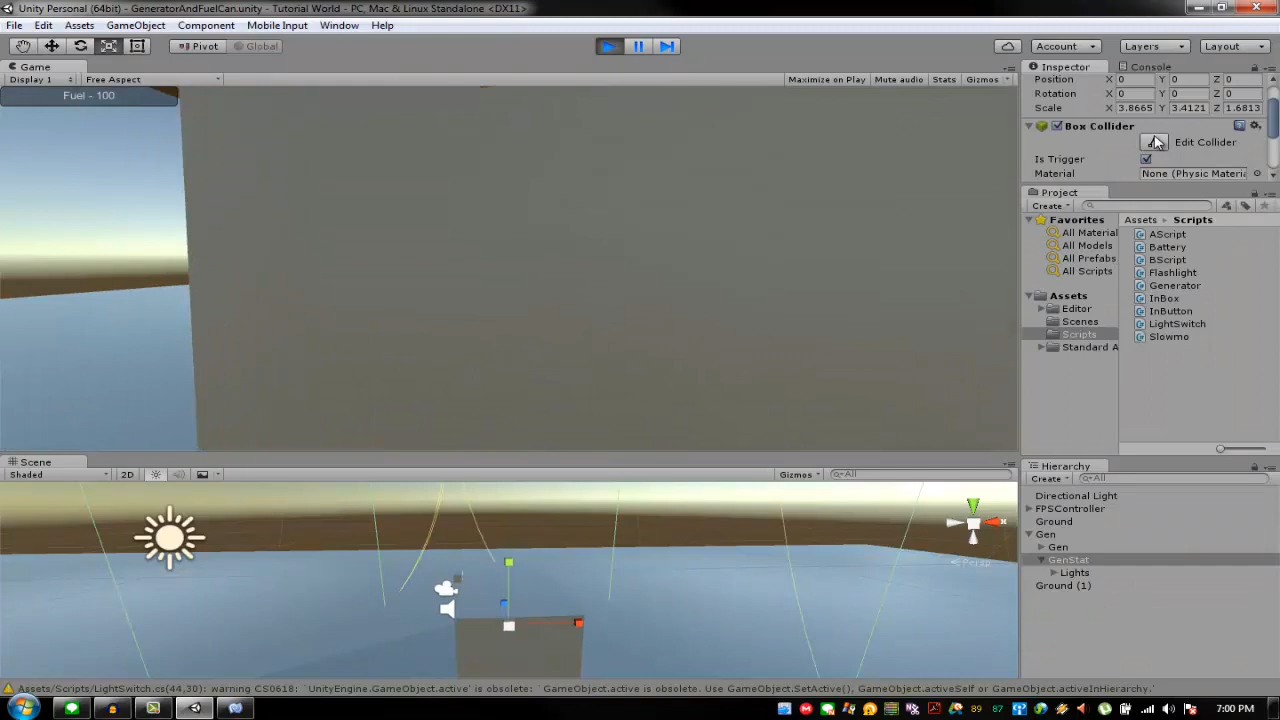 Unity Personal (64bit) - GeneratorAndFuelCan.unity - Tutorial World - PC, Mac & Linux Standalone <DX11>
File Edit Assets GameObject Component Mobile Input Window Help
Pivot Global Account Layers Layout
Game
Display 1 Free Aspect Maximize on Play Mute audio Stats Gizmos
Fuel - 100
Inspector Console
Position X 0 Y 0 Z 0
Rotation X 0 Y 0 Z 0
Scale X 3.8665 Y 3.4121 Z 1.6813
Box Collider
Edit Collider
Is Trigger
Material None (Physic Materia
Project
Create
Favorites
All Material
All Models
All Prefabs
All Scripts
Assets
Editor
Scenes
Scripts
Standard A
Assets Scripts
AScript
Battery
BScript
Flashlight
Generator
InBox
InButton
LightSwitch
Slowmo
Scene
Shaded 2D Gizmos All
x
Persp
Hierarchy
Create All
Directional Light
FPSController
Ground
Gen
Gen
GenStat
Lights
Ground (1)
Assets/Scripts/LightSwitch.cs(44,30): warning CS0618: `UnityEngine.GameObject.active' is obsolete: `GameObject.active is obsolete. Use GameObject.SetActive(), GameObject.activeSelf or GameObject.activeInHierarchy.'
89 87 7:00 PM